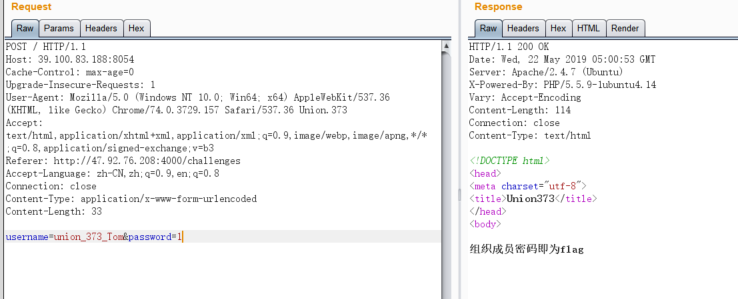 Request
Raw Params Headers Hex
POST / HTTP/1.1
Host: 39.100.83.188:8054
Cache-Control: max-age=0
Upgrade-Insecure-Requests: 1
User-Agent: Mozilla/5.0 (Windows NT 10.0; Win64; x64) AppleWebKit/537.36
(KHTML, like Gecko) Chrome/74.0.3729.157 Safari/537.36 Union.373
Accept:
text/html,application/xhtml+xml,application/xml;q=0.9,image/webp,image/apng,*/*
;q=0.8,application/signed-exchange;v=b3
Referer: http://47.92.76.208:4000/challenges
Accept-Language: zh-CN,zh;q=0.9,en;q=0.8
Connection: close
Content-Type: application/x-www-form-urlencoded
Content-Length: 33
username=union_373_Tom&password=1
Response
Raw Headers Hex HTML Render
HTTP/1.1 200 OK
Date: Wed, 22 May 2019 05:00:53 GMT
Server: Apache/2.4.7 (Ubuntu)
X-Powered-By: PHP/5.5.9-1ubuntu4.14
Vary: Accept-Encoding
Content-Length: 114
Connection: close
Content-Type: text/html
<!DOCTYPE html>
<head>
<meta charset="utf-8">
<title>Union373</title>
</head>
<body>
组织成员密码即为flag